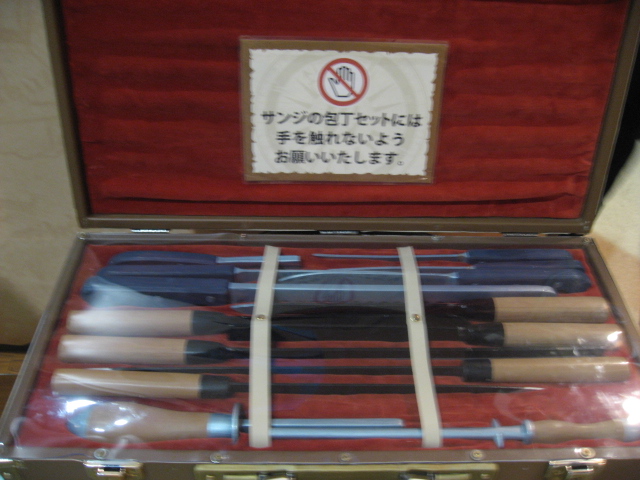 サンジの包丁セットには
手を触れないよう
お願いいたします。